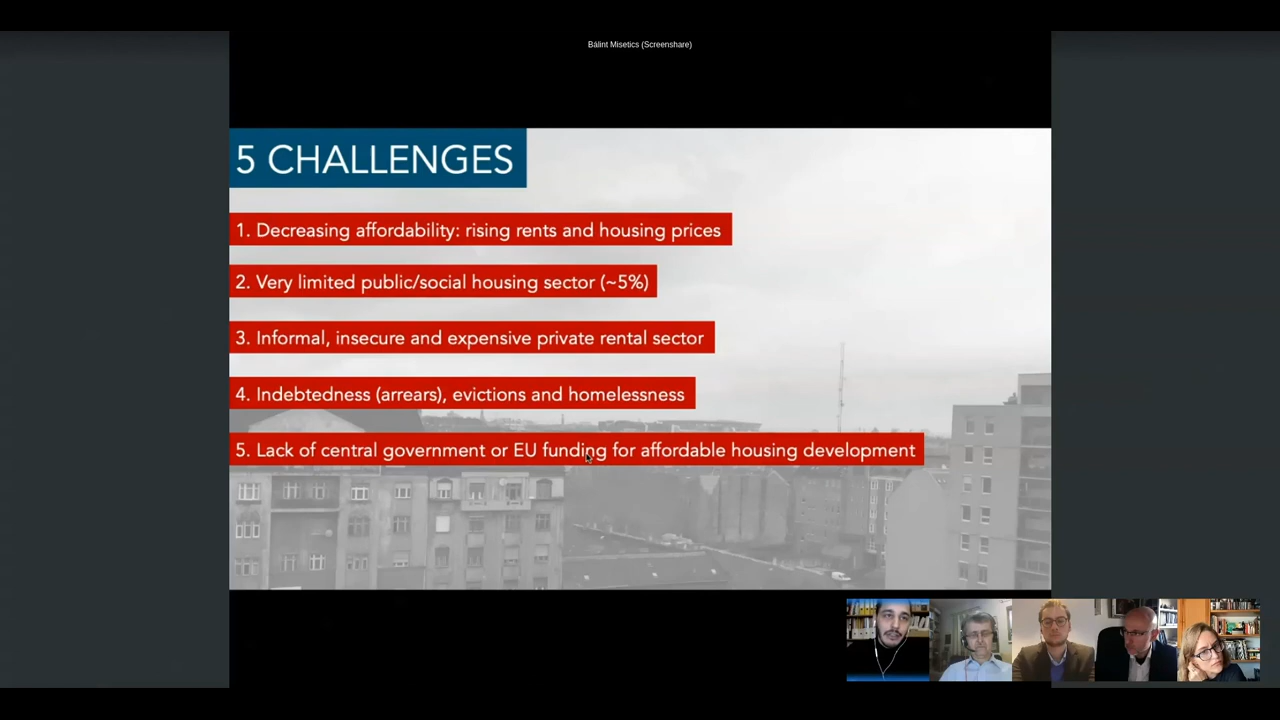 Bálint Misetics (Screenshare)
5 CHALLENGES
1. Decreasing affordability: rising rents and housing prices
2. Very limited public/social housing sector (~5%)
3. Informal, insecure and expensive private rental sector
4. Indebtedness (arrears), evictions and homelessness
5. Lack of central government or EU funding for affordable housing development